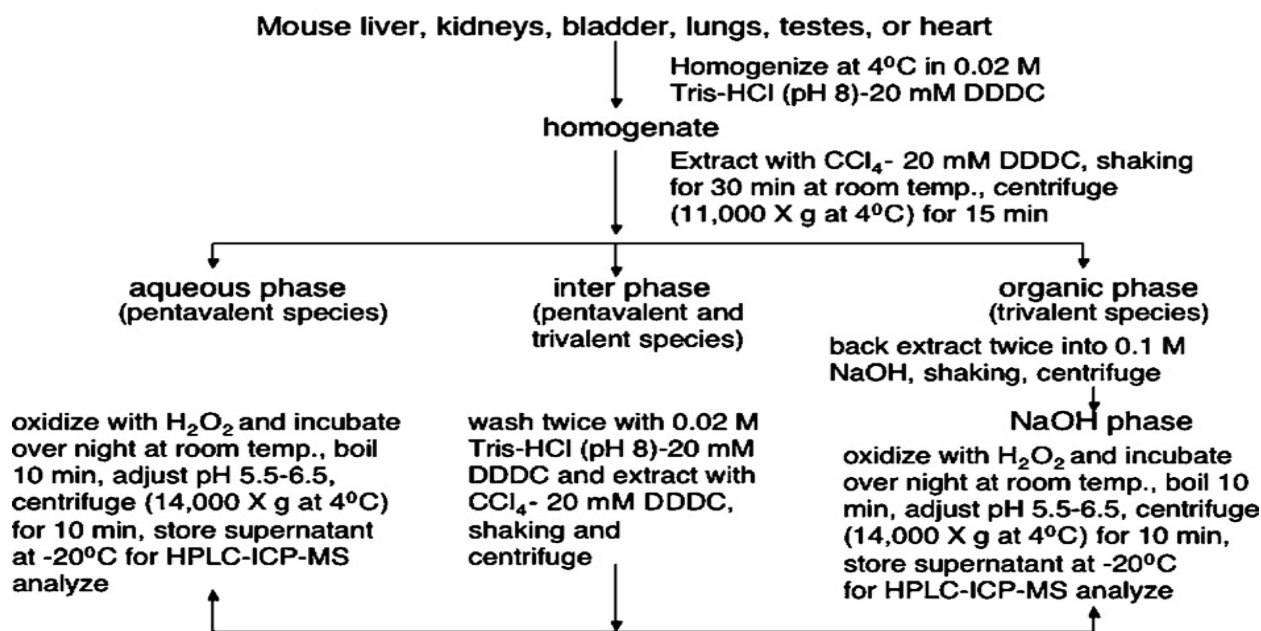 Mouse liver, kidneys, bladder, lungs, testes, or heart
Homogenize at 4⁰C in 0.02 M
Tris-HCl (pH 8)-20 mM DDDC
homogenate
Extract with CCl₄- 20 mM DDDC, shaking
for 30 min at room temp., centrifuge
(11,000 X g at 4⁰C) for 15 min
aqueous phase
(pentavalent species)
inter phase
(pentavalent and
trivalent species)
organic phase
(trivalent species)
back extract twice into 0.1 M
NaOH, shaking, centrifuge
NaOH phase
oxidize with H₂O₂ and incubate
over night at room temp., boil
10 min, adjust pH 5.5-6.5,
centrifuge (14,000 X g at 4⁰C)
for 10 min, store supernatant
at -20⁰C for HPLC-ICP-MS
analyze
wash twice with 0.02 M
Tris-HCl (pH 8)-20 mM
DDDC and extract with
CCl₄- 20 mM DDDC,
shaking and
centrifuge
oxidize with H₂O₂ and incubate
over night at room temp., boil 10
min, adjust pH 5.5-6.5, centrifuge
(14,000 X g at 4⁰C) for 10 min,
store supernatant at -20⁰C
for HPLC-ICP-MS analyze